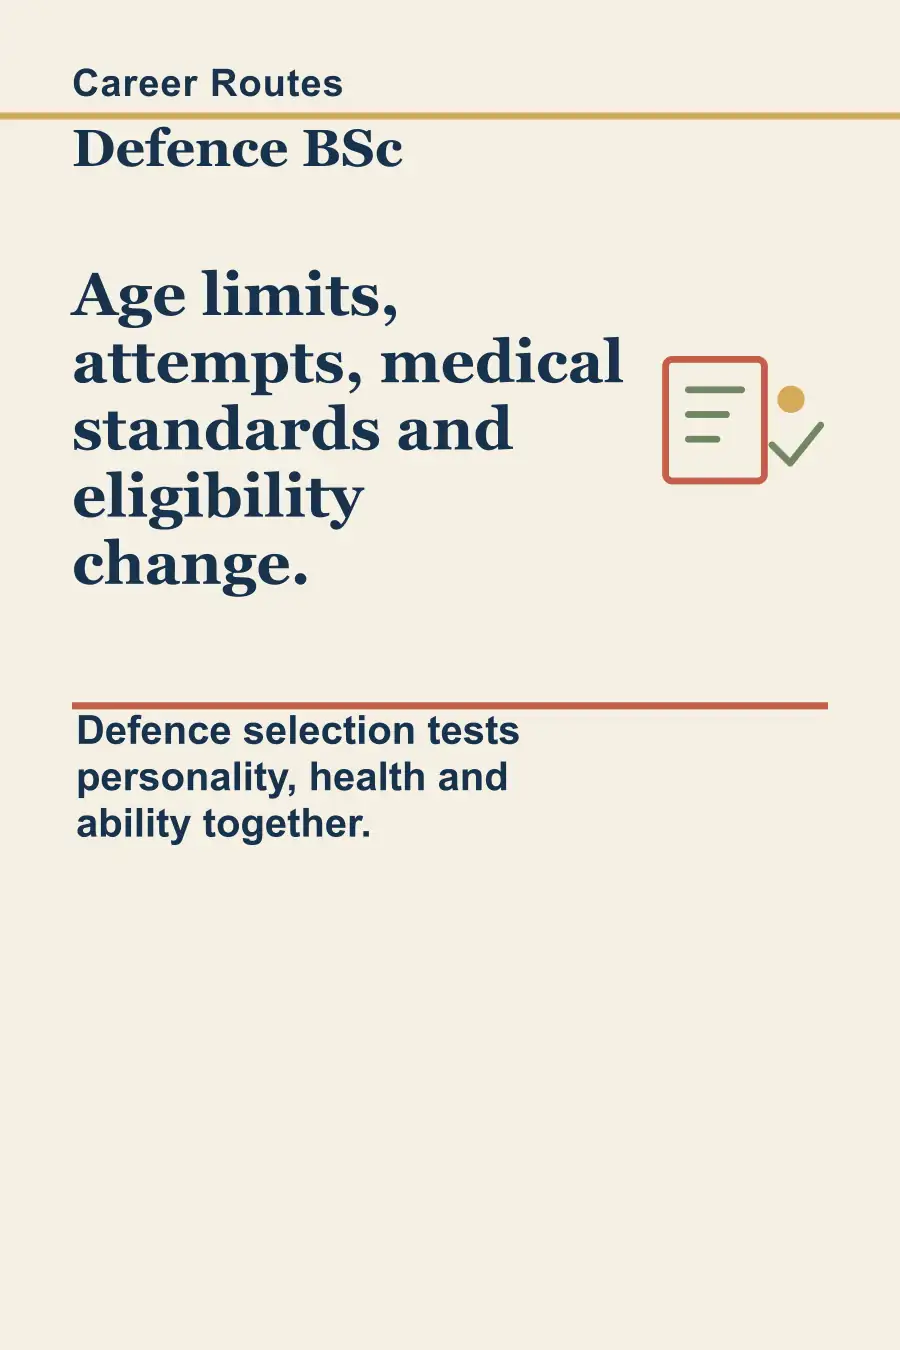 Career Routes
Defence BSc
Age limits,
attempts, medical
standards and
eligibility
change.
Defence selection tests
personality, health and
ability together.